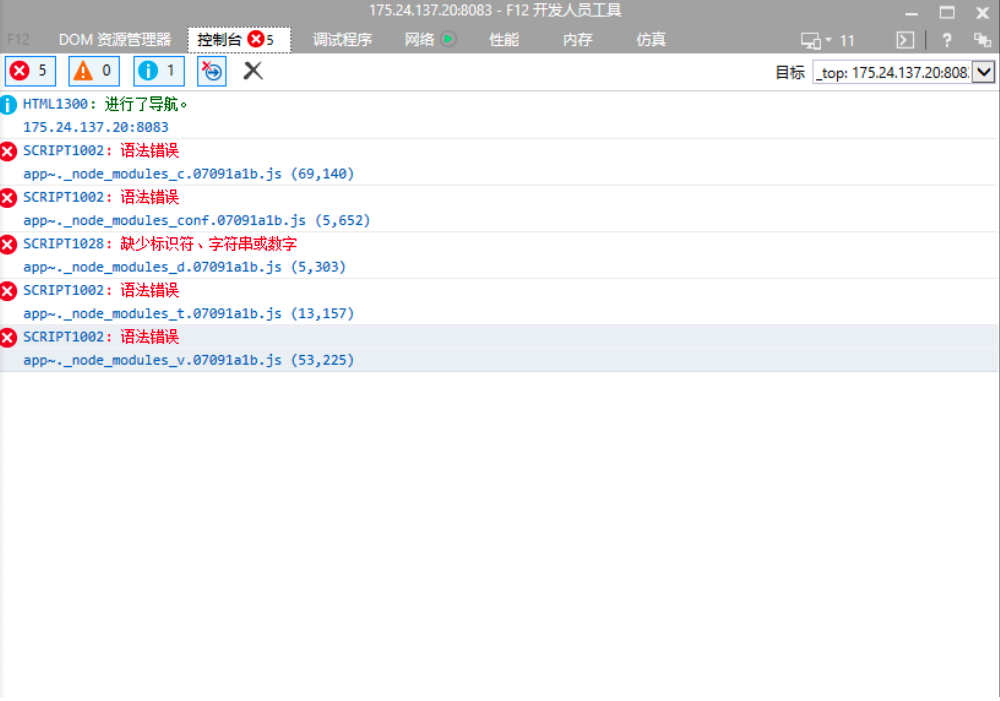 175.24.137.20:8083 - F12 开发人员工具
F12 DOM 资源管理器 控制台 5 调试程序 网络 性能 内存 仿真 11 ?
5 0 1 目标 _top: 175.24.137.20:808
HTML1300: 进行了导航。
175.24.137.20:8083
SCRIPT1002: 语法错误
app~._node_modules_c.07091a1b.js (69,140)
SCRIPT1002: 语法错误
app~._node_modules_conf.07091a1b.js (5,652)
SCRIPT1028: 缺少标识符、字符串或数字
app~._node_modules_d.07091a1b.js (5,303)
SCRIPT1002: 语法错误
app~._node_modules_t.07091a1b.js (13,157)
SCRIPT1002: 语法错误
app~._node_modules_v.07091a1b.js (53,225)